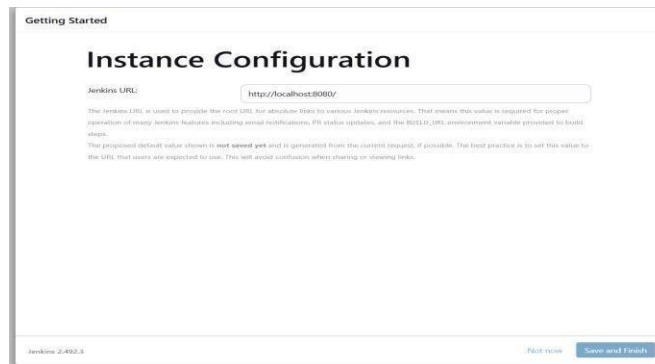 Getting Started
Instance Configuration
Jenkins URL:
http://localhost:8080/
The Jenkins URL is used to provide the root URL for absolute links to various Jenkins resources. That means this value is required for proper
operation of many Jenkins features including email notifications, PR status updates, and the BUILD_URL environment variable provided to build
steps.
The proposed default value shown is not saved yet and is generated from the current request, if possible. The best practice is to set this value to
the URL that users are expected to use. This will avoid confusion when sharing or viewing links.
Jenkins 2.492.3
Not now
Save and Finish